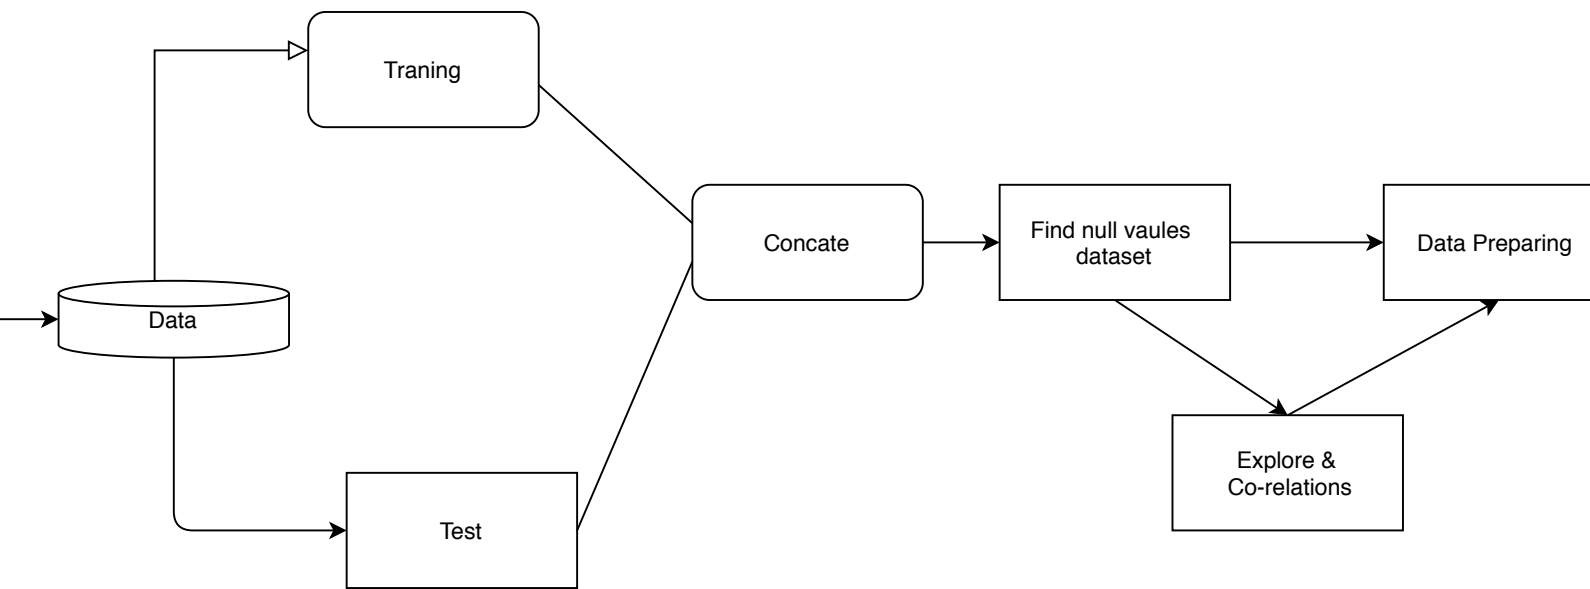 Traning
Data
Test
Concate
Find null vaules
dataset
Data Preparing
Explore &
Co-relations